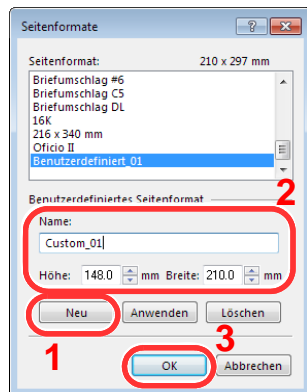 Seitenformate
Seitenformat: 210 x 297 mm
Briefumschlag #6
Briefumschlag C5
Briefumschlag DL
16K
216 x 340 mm
Oficio II
Benutzerdefiniert_01
Benutzerdefiniertes Seitenformat 2
Name:
Custom_01
Höhe: 148.0 mm Breite: 210.0 mm
Neu Anwenden Löschen
1 3
OK Abbrechen